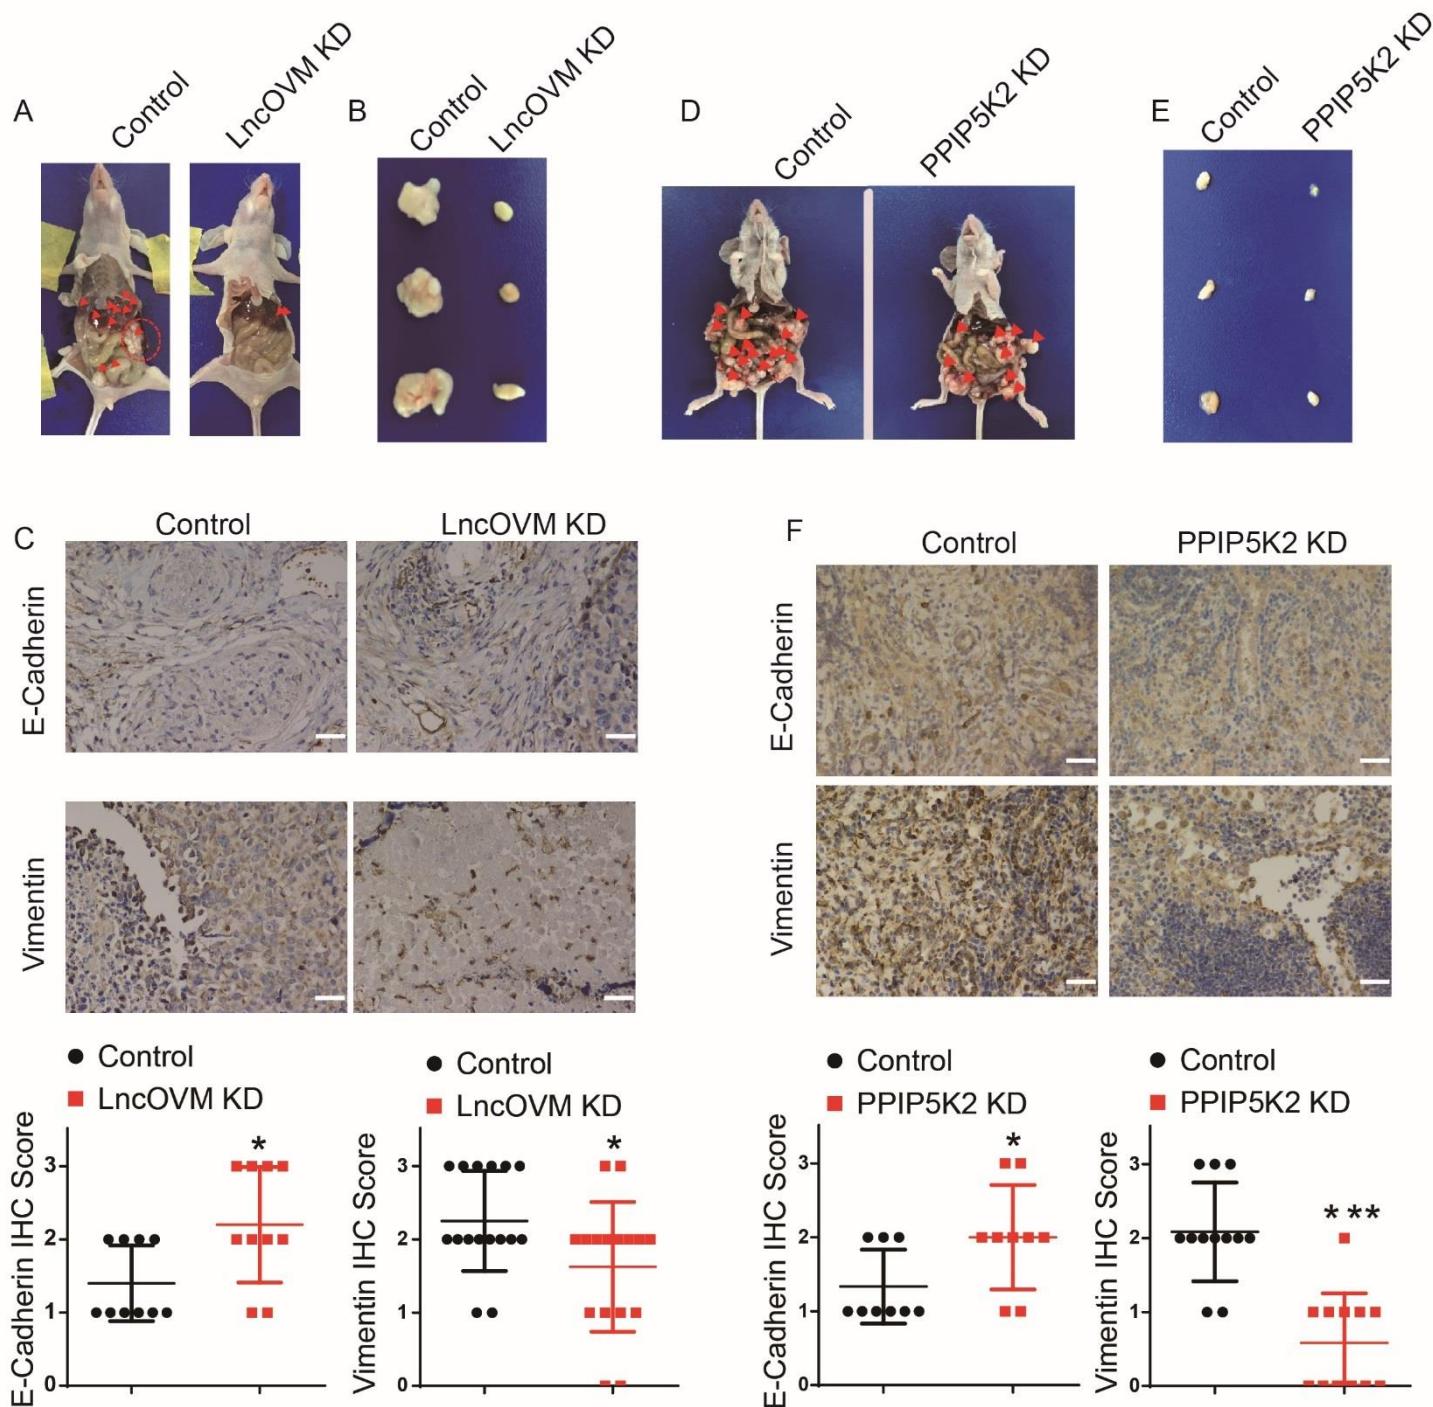 A
Control
LncOVM KD
B
Control
LncOVM KD
D
Control
PPIP5K2 KD
E
Control
PPIP5K2 KD
C
Control
LncOVM KD
E-Cadherin
Vimentin
F
Control
PPIP5K2 KD
E-Cadherin
Vimentin
Control
LncOVM KD
E-Cadherin IHC Score
3
2
1
0
*
Control
LncOVM KD
Vimentin IHC Score
3
2
1
0
*
Control
PPIP5K2 KD
E-Cadherin IHC Score
3
2
1
0
*
Control
PPIP5K2 KD
Vimentin IHC Score
3
2
1
0
* **